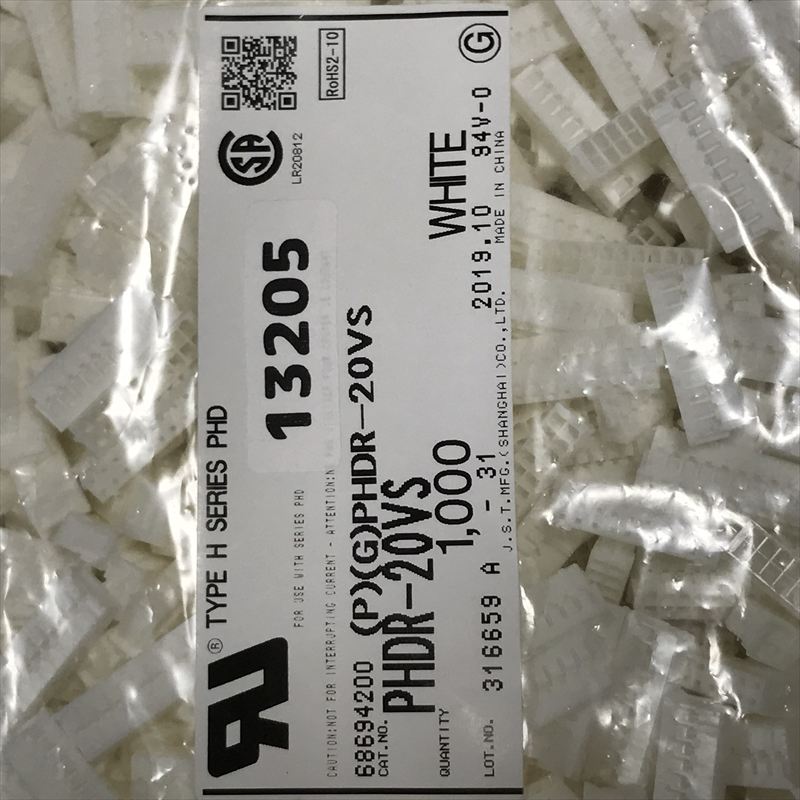 ® TYPE H SERIES PHD
LR20812
RoHS2-10
13205
FOR USE WITH SERIES PHD
CAUTION:NOT FOR INTERRUPTING CURRENT - ATTENTION:N
68694200 (P)(G)PHDR-20VS
CAT.NO. PHDR-20VS WHITE G
QUANTITY 1,000
2019.10 94V-0
LOT.NO. 316659 A - 31
J.S.T.MFG.(SHANGHAI)CO.,LTD. MADE IN CHINA